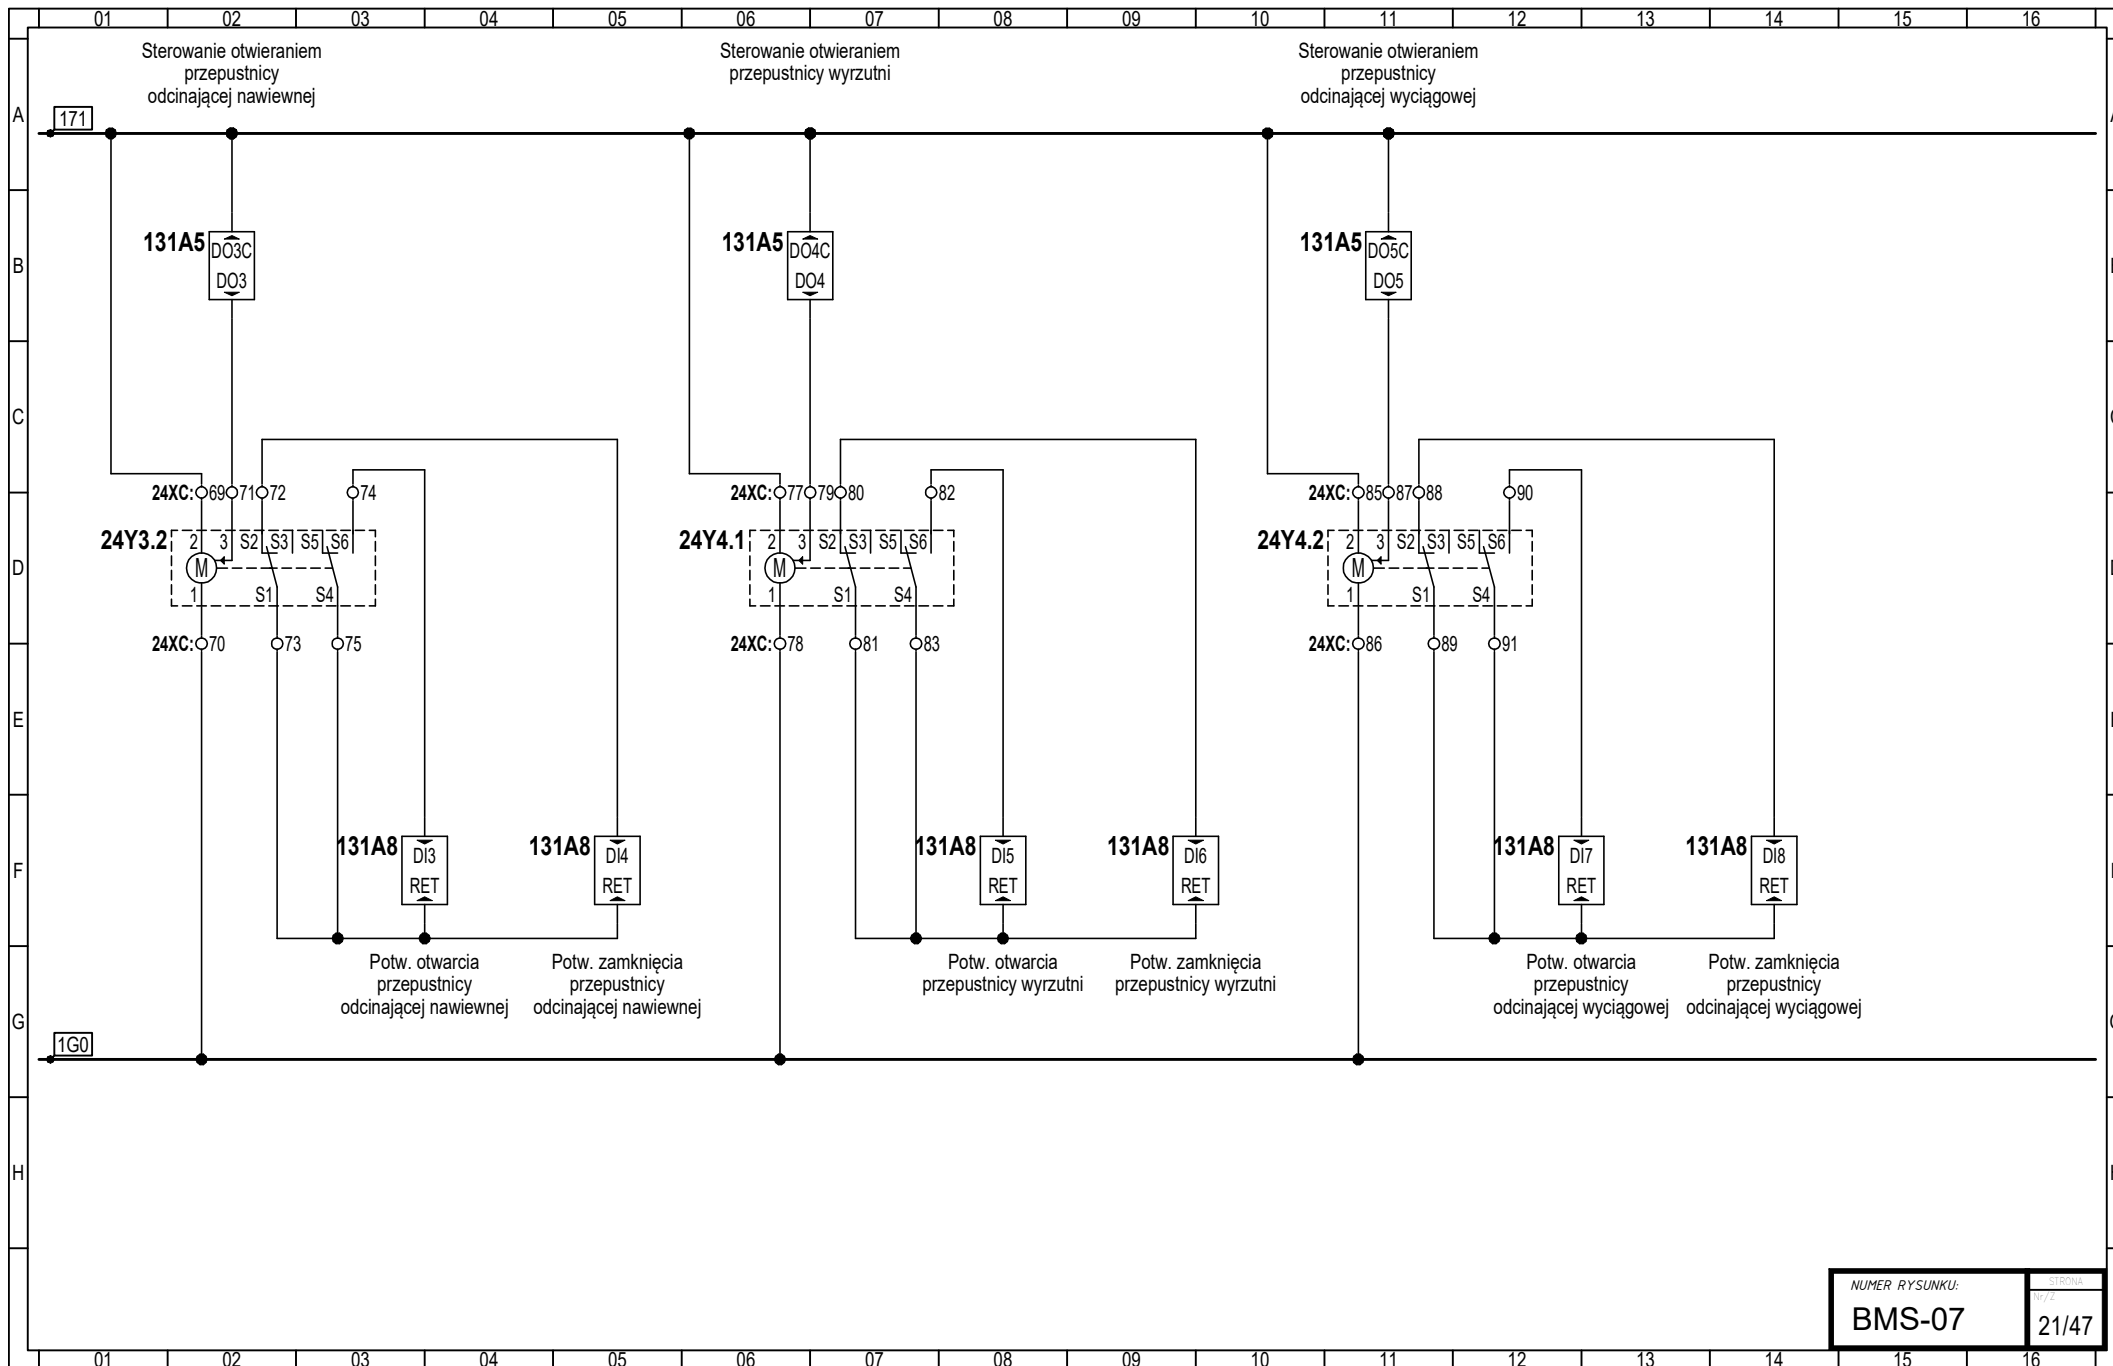 01 02 03 04 05 06 07 08 09 10 11 12 13 14 15 16
Sterowanie otwieraniem
przepustnicy
odcinającej nawiewnej
Sterowanie otwieraniem
przepustnicy wyrzutni
Sterowanie otwieraniem
przepustnicy
odcinającej wyciągowej
A
171
B
131A5 DO3C
DO3
131A5 DO4C
DO4
131A5 DO5C
DO5
C
24XC: 69 71 72 74
24XC: 77 79 80 82
24XC: 85 87 88 90
D
24Y3.2 2 3 S2 S3 S5 S6
M
1 S1 S4
24Y4.1 2 3 S2 S3 S5 S6
M
1 S1 S4
24Y4.2 2 3 S2 S3 S5 S6
M
1 S1 S4
24XC: 70 73 75
24XC: 78 81 83
24XC: 86 89 91
E
F
131A8 DI3
RET
131A8 DI4
RET
131A8 DI5
RET
131A8 DI6
RET
131A8 DI7
RET
131A8 DI8
RET
Potw. otwarcia
przepustnicy
odcinającej nawiewnej
Potw. zamknięcia
przepustnicy
odcinającej nawiewnej
Potw. otwarcia
przepustnicy wyrzutni
Potw. zamknięcia
przepustnicy wyrzutni
Potw. otwarcia
przepustnicy
odcinającej wyciągowej
Potw. zamknięcia
przepustnicy
odcinającej wyciągowej
G
1G0
H
NUMER RYSUNKU:
BMS-07
STRONA
Nr/Z
21/47
01 02 03 04 05 06 07 08 09 10 11 12 13 14 15 16